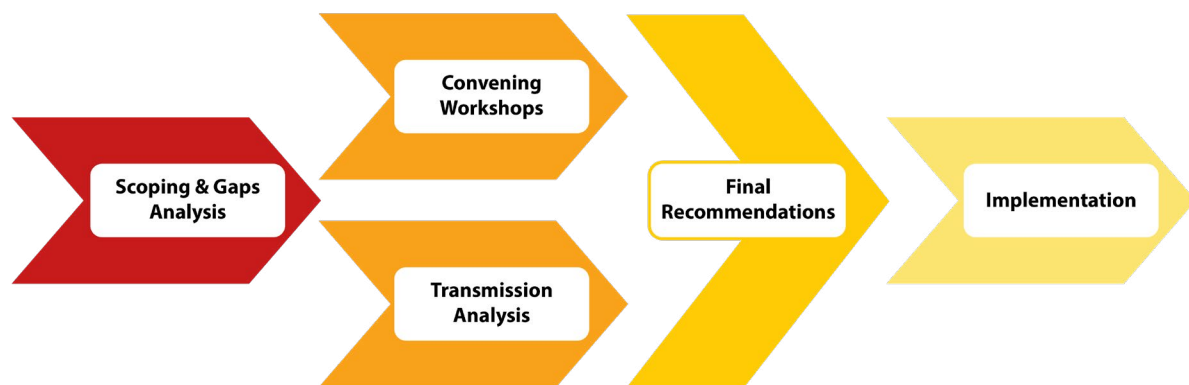 Scoping & Gaps
Analysis
Convening
Workshops
Transmission
Analysis
Final
Recommendations
Implementation